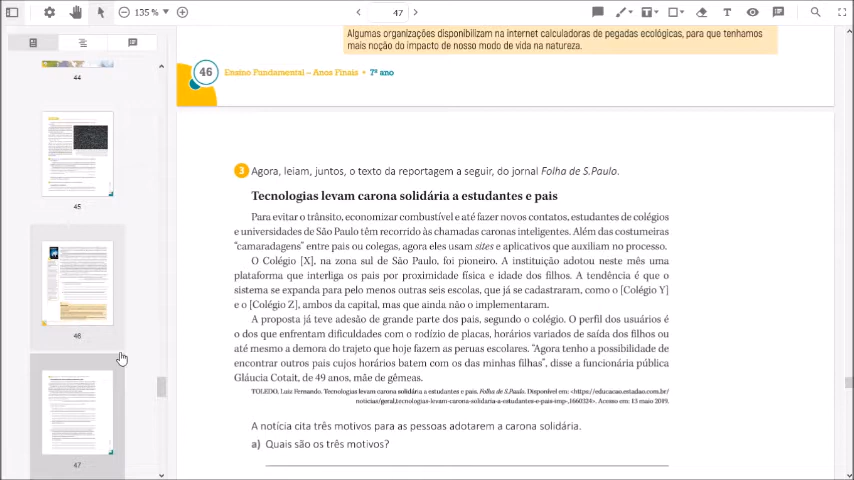 135 %
47
Algumas organizações disponibilizam na internet calculadoras de pegadas ecológicas, para que tenhamos
mais noção do impacto de nosso modo de vida na natureza.
46 Ensino Fundamental – Anos Finais • 7º ano
44
45
46
47
3 Agora, leiam, juntos, o texto da reportagem a seguir, do jornal Folha de S.Paulo.
Tecnologias levam carona solidária a estudantes e pais
Para evitar o trânsito, economizar combustível e até fazer novos contatos, estudantes de colégios
e universidades de São Paulo têm recorrido às chamadas caronas inteligentes. Além das costumeiras
“camaradagens” entre pais ou colegas, agora eles usam sites e aplicativos que auxiliam no processo.
O Colégio [X], na zona sul de São Paulo, foi pioneiro. A instituição adotou neste mês uma
plataforma que interliga os pais por proximidade física e idade dos filhos. A tendência é que o
sistema se expanda para pelo menos outras seis escolas, que já se cadastraram, como o [Colégio Y]
e o [Colégio Z], ambos da capital, mas que ainda não o implementaram.
A proposta já teve adesão de grande parte dos pais, segundo o colégio. O perfil dos usuários é
o dos que enfrentam dificuldades com o rodízio de placas, horários variados de saída dos filhos ou
até mesmo a demora do trajeto que hoje fazem as peruas escolares. “Agora tenho a possibilidade de
encontrar outros pais cujos horários batem com os das minhas filhas”, disse a funcionária pública
Gláucia Cotait, de 49 anos, mãe de gêmeas.
TOLEDO, Luiz Fernando. Tecnologias levam carona solidária a estudantes e pais. Folha de S.Paulo. Disponível em: <https://educacao.estadao.com.br/
noticias/geral,tecnologias-levam-carona-solidaria-a-estudantes-e-pais-imp-,1660324>. Acesso em: 13 maio 2019.
A notícia cita três motivos para as pessoas adotarem a carona solidária.
a) Quais são os três motivos?